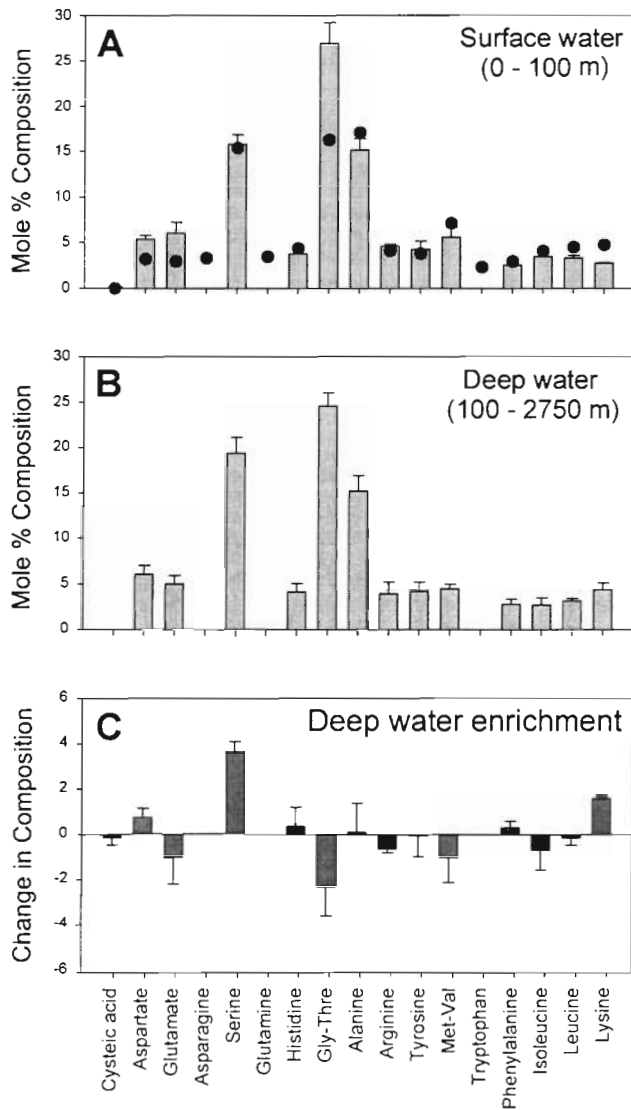 A
Surface water
(0 - 100 m)
Mole % Composition
30
25
20
15
10
5
0
B
Deep water
(100 - 2750 m)
Mole % Composition
30
25
20
15
10
5
0
C
Deep water enrichment
Change in Composition
6
4
2
0
-2
-4
-6
Cysteic acid
Aspartate
Glutamate
Asparagine
Serine
Glutamine
Histidine
Gly-Thre
Alanine
Arginine
Tyrosine
Met-Val
Tryptophan
Phenylalanine
Isoleucine
Leucine
Lysine